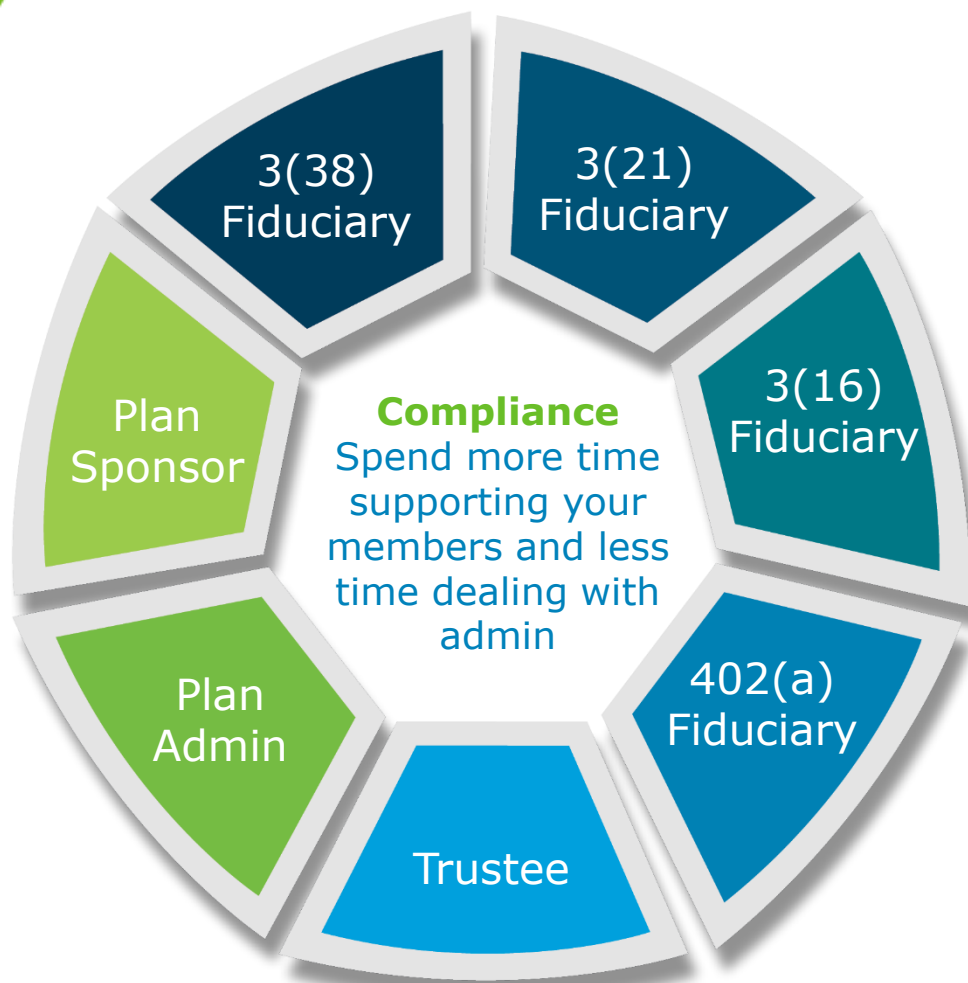 3(38)
Fiduciary
3(21)
Fiduciary
3(16)
Fiduciary
402(a)
Fiduciary
Trustee
Plan
Admin
Plan
Sponsor
Compliance
Spend more time
supporting your
members and less
time dealing with
admin